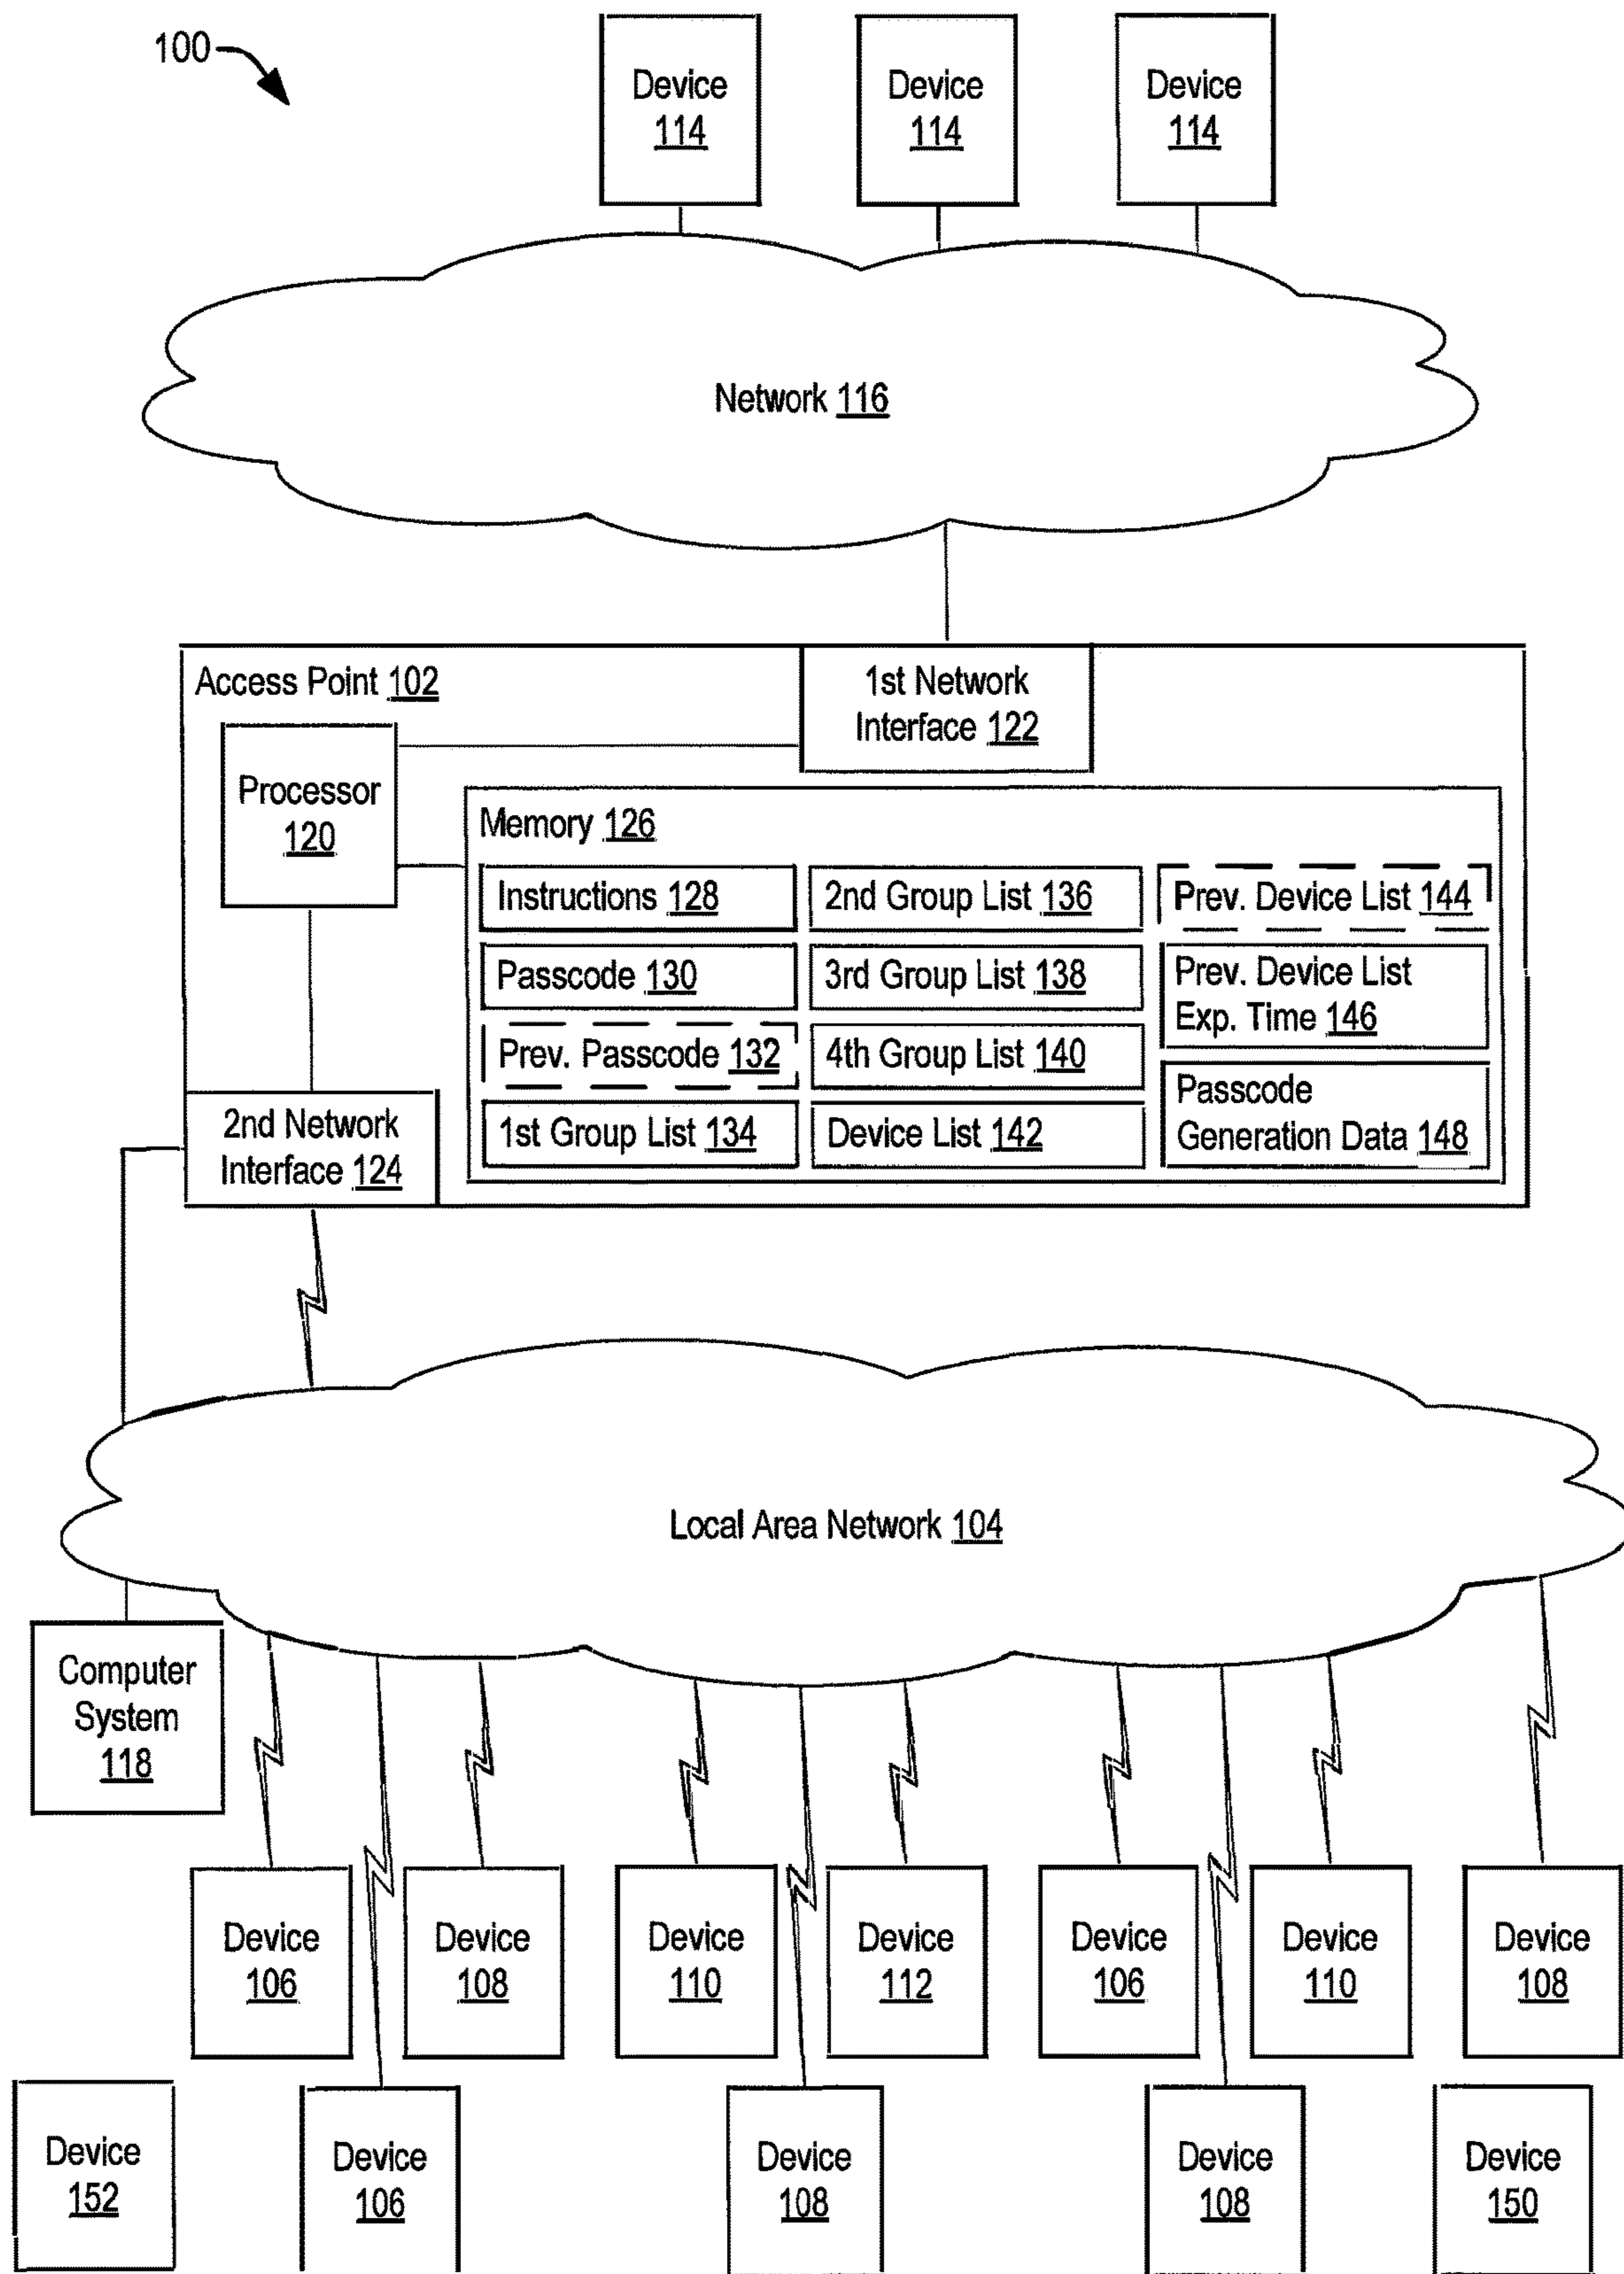 100
Device
114
Device
114
Device
114
Network 116
Access Point 102
1st Network
Interface 122
Processor
120
Memory 126
Instructions 128
2nd Group List 136
Prev. Device List 144
Passcode 130
3rd Group List 138
Prev. Device List
Exp. Time 146
Prev. Passcode 132
4th Group List 140
Passcode
Generation Data 148
1st Group List 134
Device List 142
2nd Network
Interface 124
Local Area Network 104
Computer
System
118
Device
106
Device
108
Device
110
Device
112
Device
106
Device
110
Device
108
Device
152
Device
106
Device
108
Device
108
Device
150